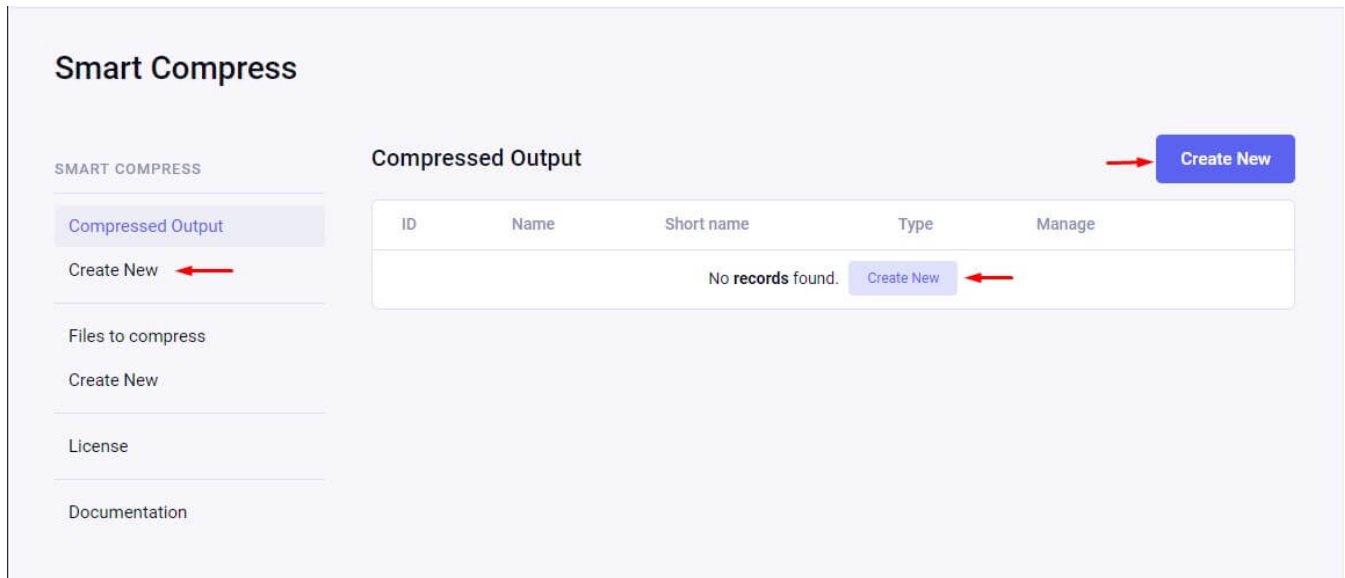 Smart Compress
SMART COMPRESS
Compressed Output
Create New
Files to compress
Create New
License
Documentation
Compressed Output
Create New
ID Name Short name Type Manage
No records found. Create New